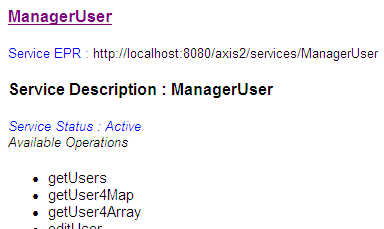 ManagerUser
Service EPR : http://localhost:8080/axis2/services/ManagerUser
Service Description : ManagerUser
Service Status : Active
Available Operations
getUsers
getUser4Map
getUser4Array
editUser